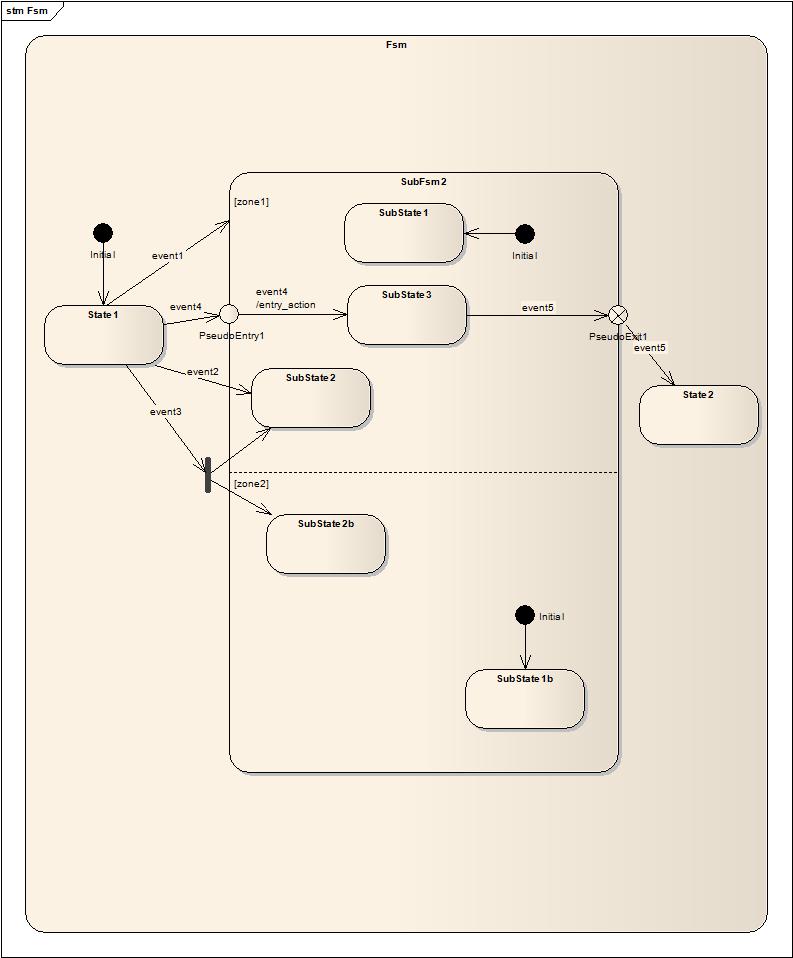 stm Fsm
Fsm
SubFsm2
[zone1]
SubState1
Initial
Initial
event1
event4
/entry_action
SubState3
event4
event5
State1
PseudoEntry1
PseudoExit1
event5
event2
SubState2
State2
event3
[zone2]
SubState2b
Initial
SubState1b